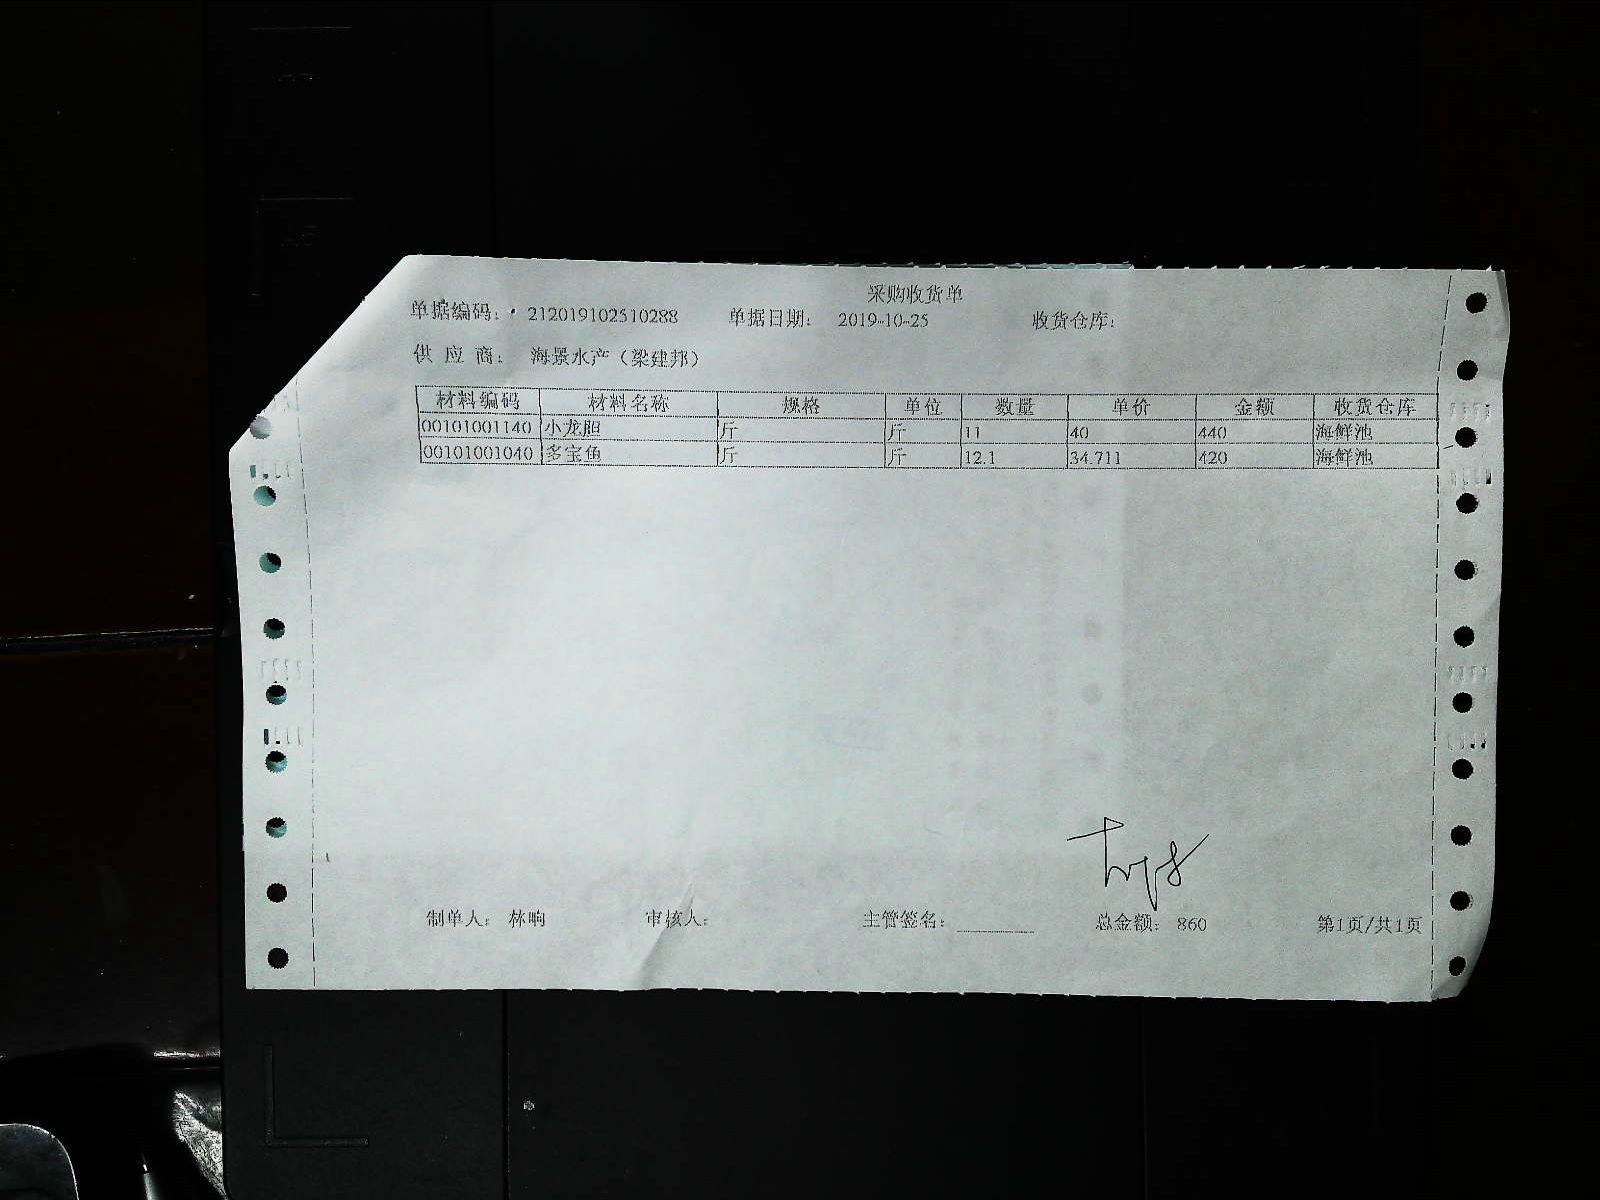 采购收货单
单据编码： 212019102510288 单据日期： 2019-10-25 收货仓库：
供 应 商： 海景水产（梁建邦）
材料编码 材料名称 规格 单位 数量 单价 金额 收货仓库
00101001140 小龙胆 斤 斤 11 40 440 海鲜池
00101001040 多宝鱼 斤 斤 12.1 34.711 420 海鲜池
制单人： 林晌 审核人： 主管签名： 总金额： 860 第1页/共1页